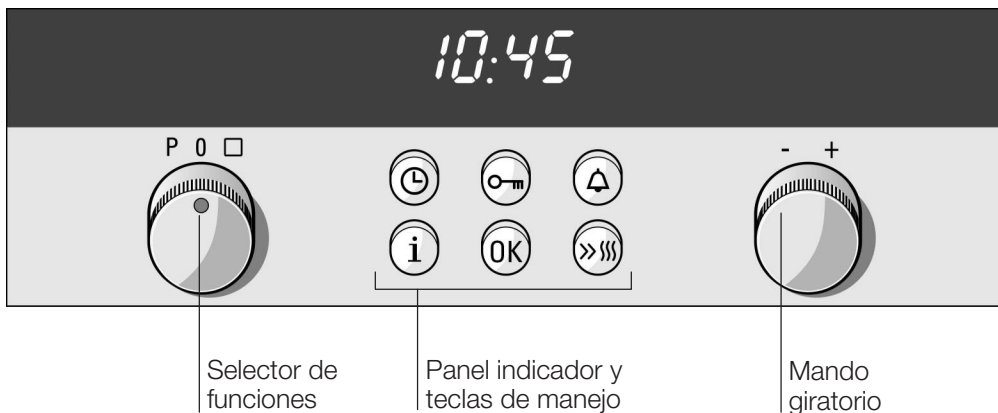 10:45
P 0
- +
i OK
Selector de
funciones
Panel indicador y
teclas de manejo
Mando
giratorio